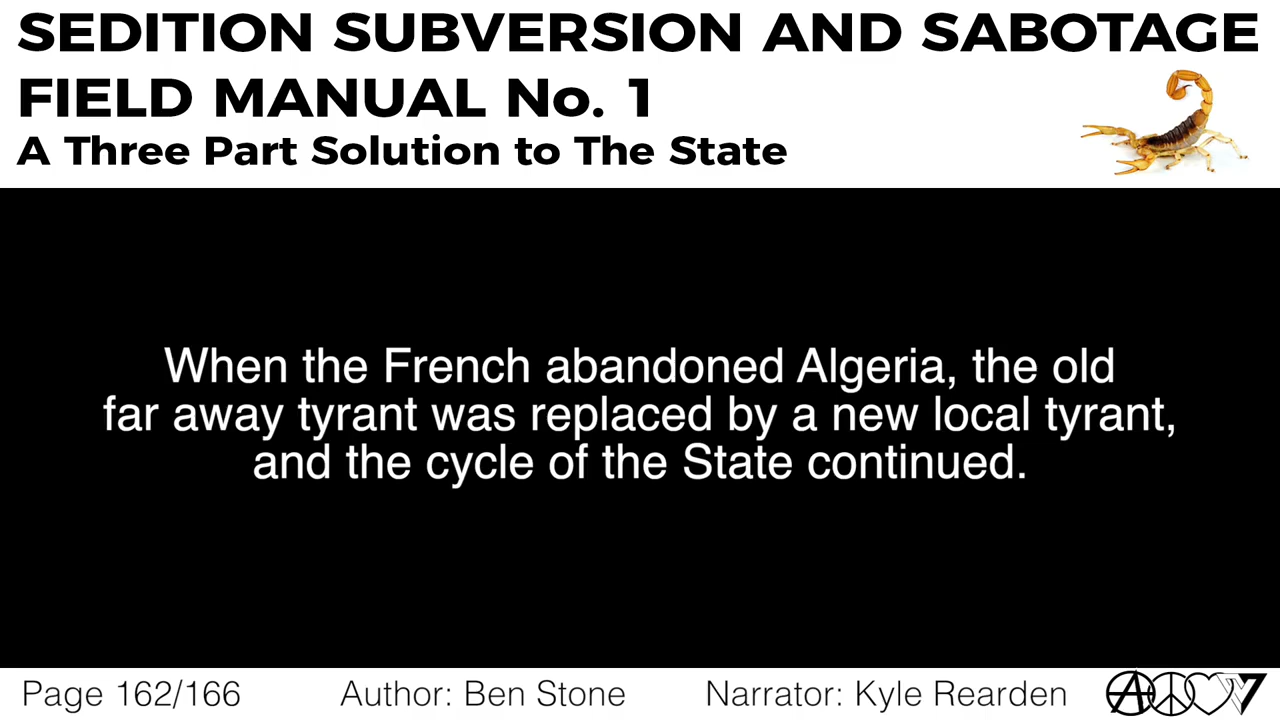 SEDITION SUBVERSION AND SABOTAGE
FIELD MANUAL No. 1
A Three Part Solution to The State
When the French abandoned Algeria, the old
far away tyrant was replaced by a new local tyrant,
and the cycle of the State continued.
Page 162/166 Author: Ben Stone Narrator: Kyle Rearden